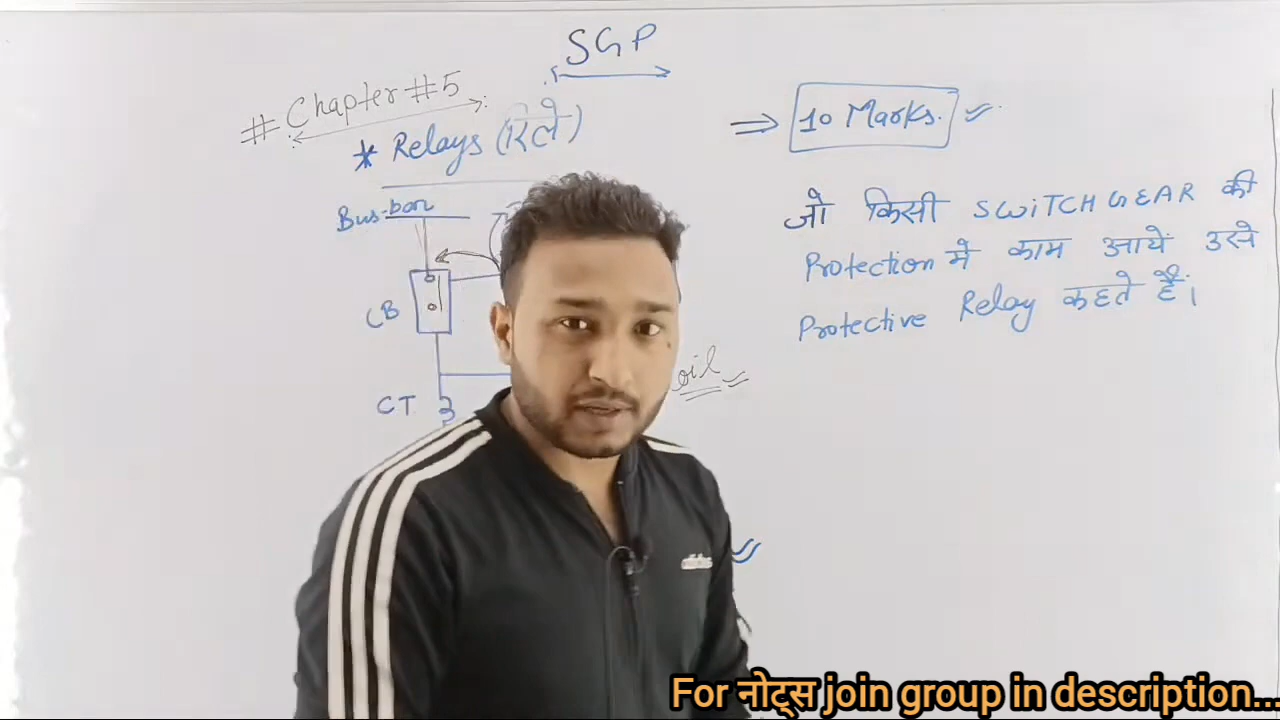 SGP
# Chapter #5
* Relays (रिले)
⇒ 10 Marks.
Bus-bar
CB
CT
oil
जो किसी SWiTCHGEAR की
Protection मे काम आयें उसे
Protective Relay कहते है।
adidas
For नोट्स join group in description...